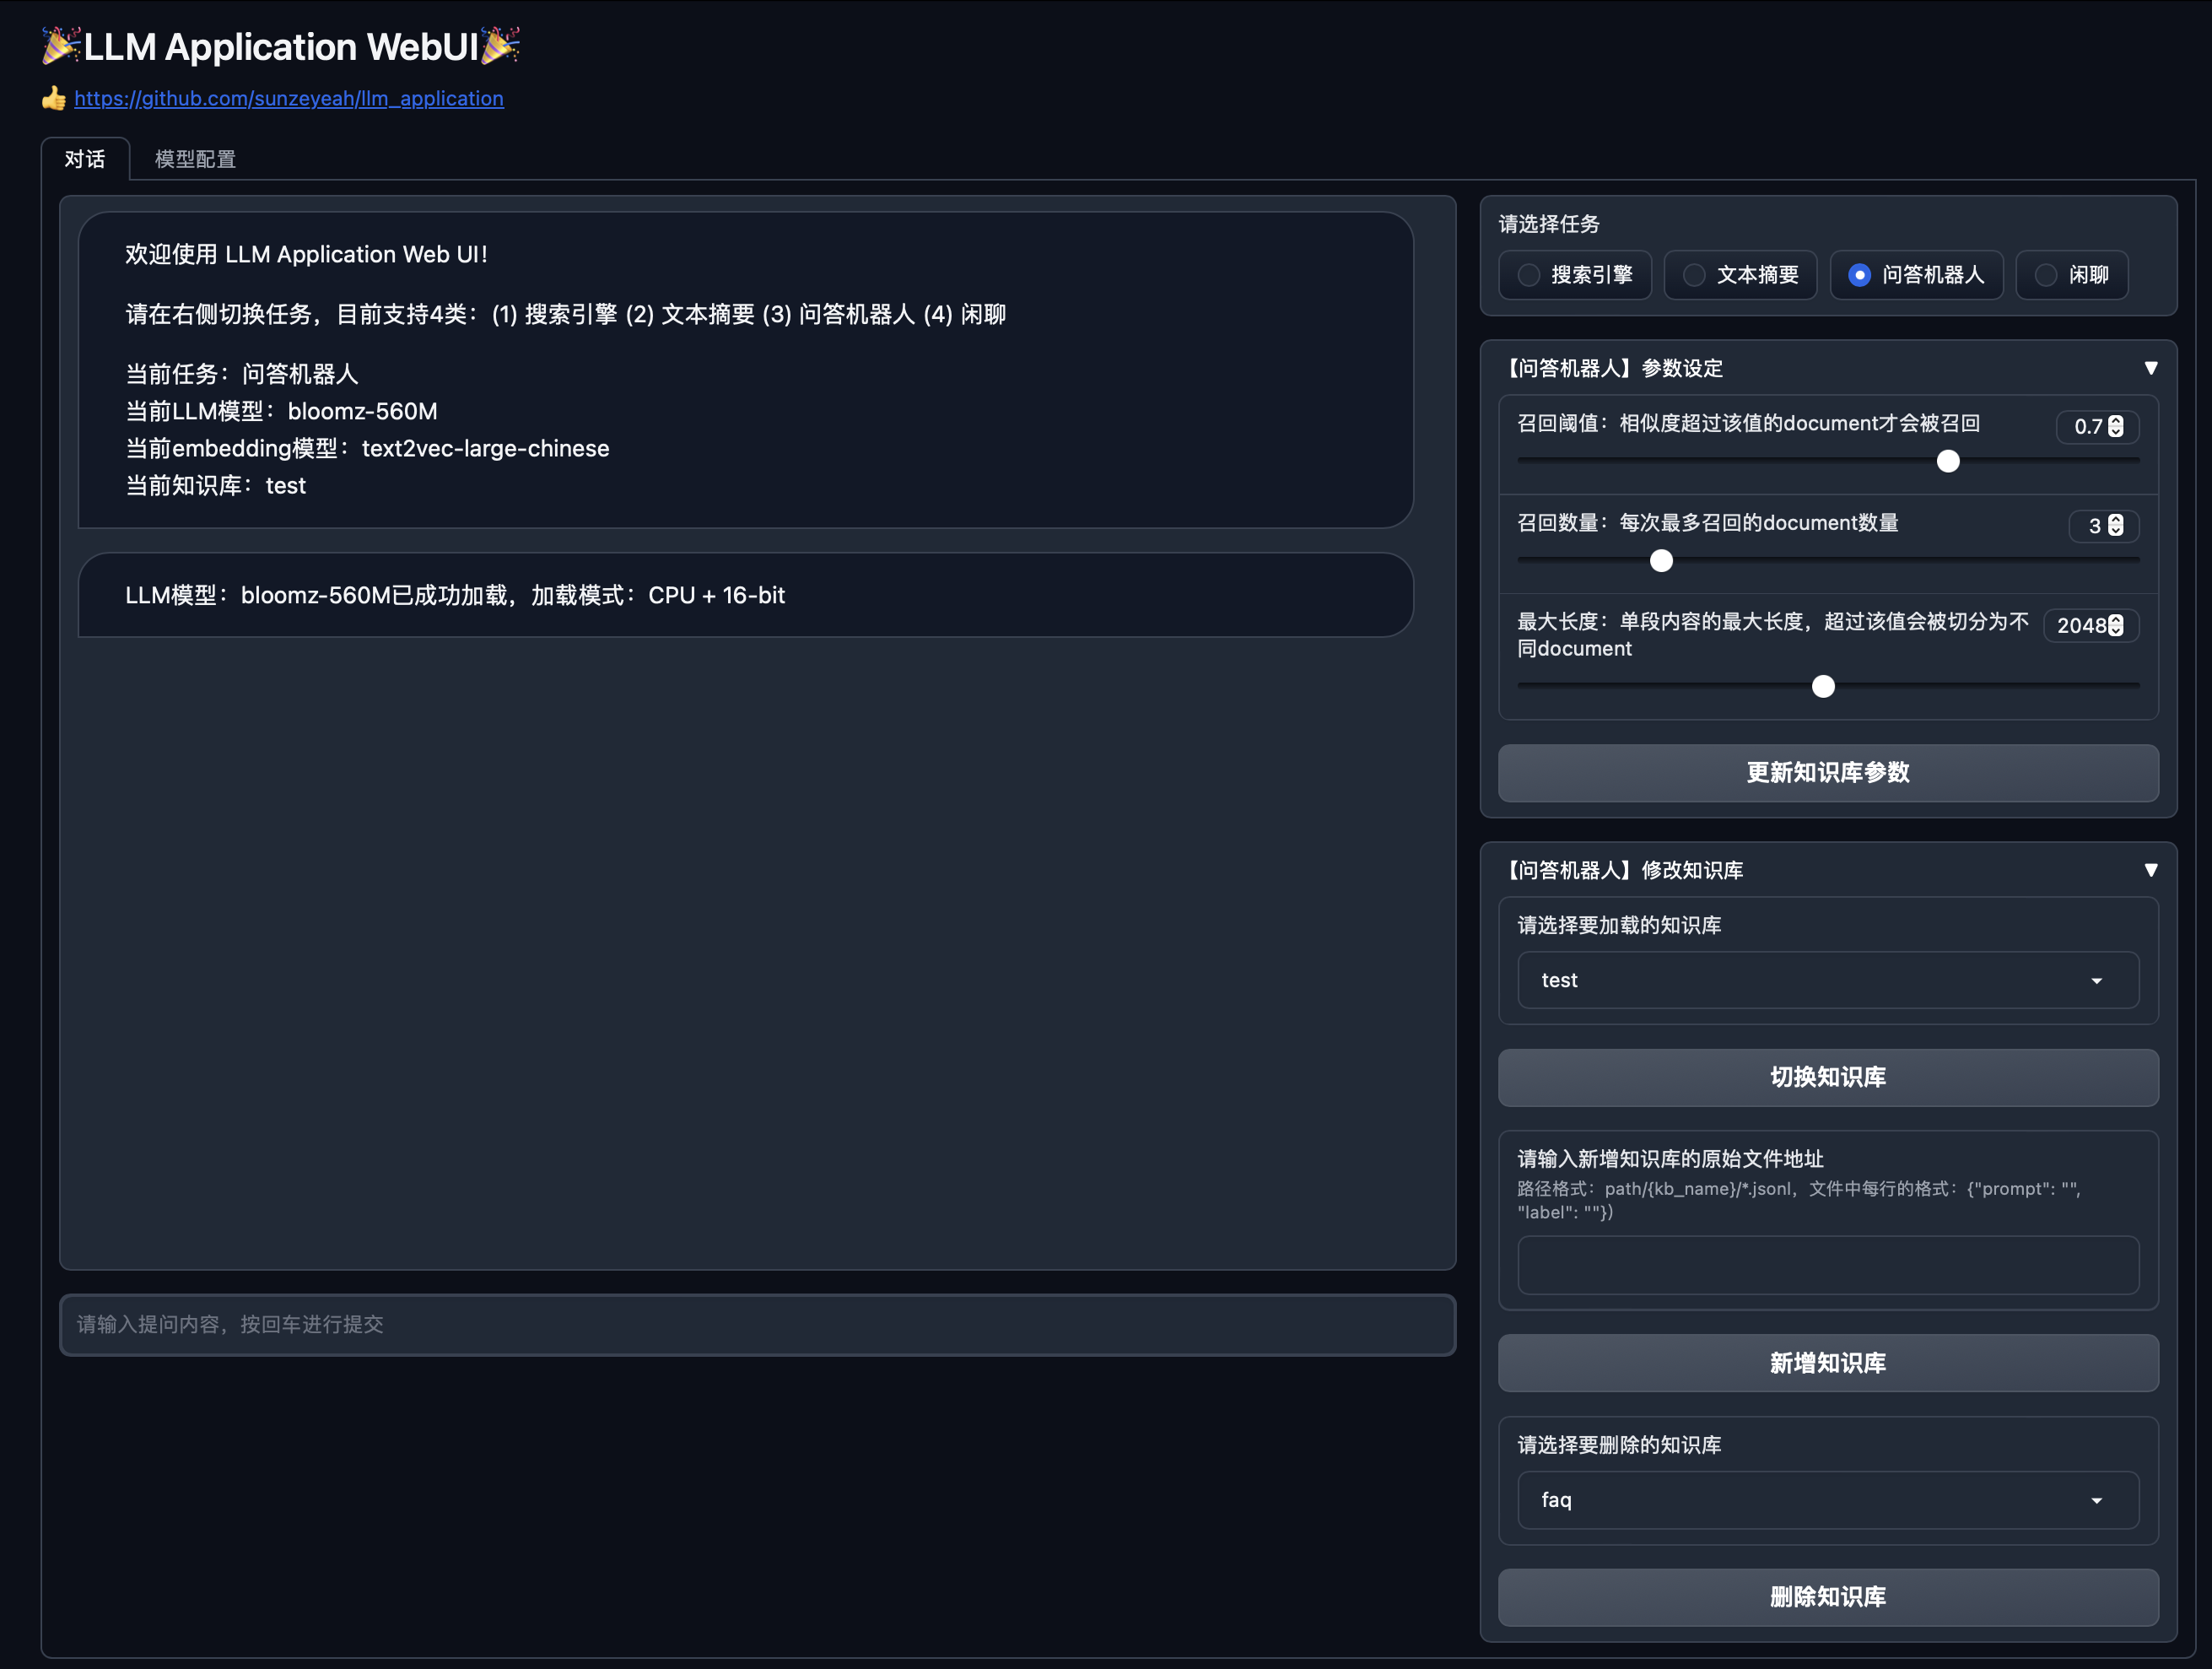 🎉LLM Application WebUI🎉
👍 https://github.com/sunzeyeah/llm_application
对话
模型配置
欢迎使用 LLM Application Web UI！
请在右侧切换任务，目前支持4类：(1) 搜索引擎 (2) 文本摘要 (3) 问答机器人 (4) 闲聊
当前任务：问答机器人
当前LLM模型：bloomz-560M
当前embedding模型：text2vec-large-chinese
当前知识库：test
LLM模型：bloomz-560M已成功加载，加载模式：CPU + 16-bit
请输入提问内容，按回车进行提交
请选择任务
搜索引擎
文本摘要
问答机器人
闲聊
【问答机器人】参数设定
召回阈值：相似度超过该值的document才会被召回
0.7
召回数量：每次最多召回的document数量
3
最大长度：单段内容的最大长度，超过该值会被切分为不
同document
2048
更新知识库参数
【问答机器人】修改知识库
请选择要加载的知识库
test
切换知识库
请输入新增知识库的原始文件地址
路径格式：path/{kb_name}/*.jsonl，文件中每行的格式：{"prompt": "",
"label": ""})
新增知识库
请选择要删除的知识库
faq
删除知识库